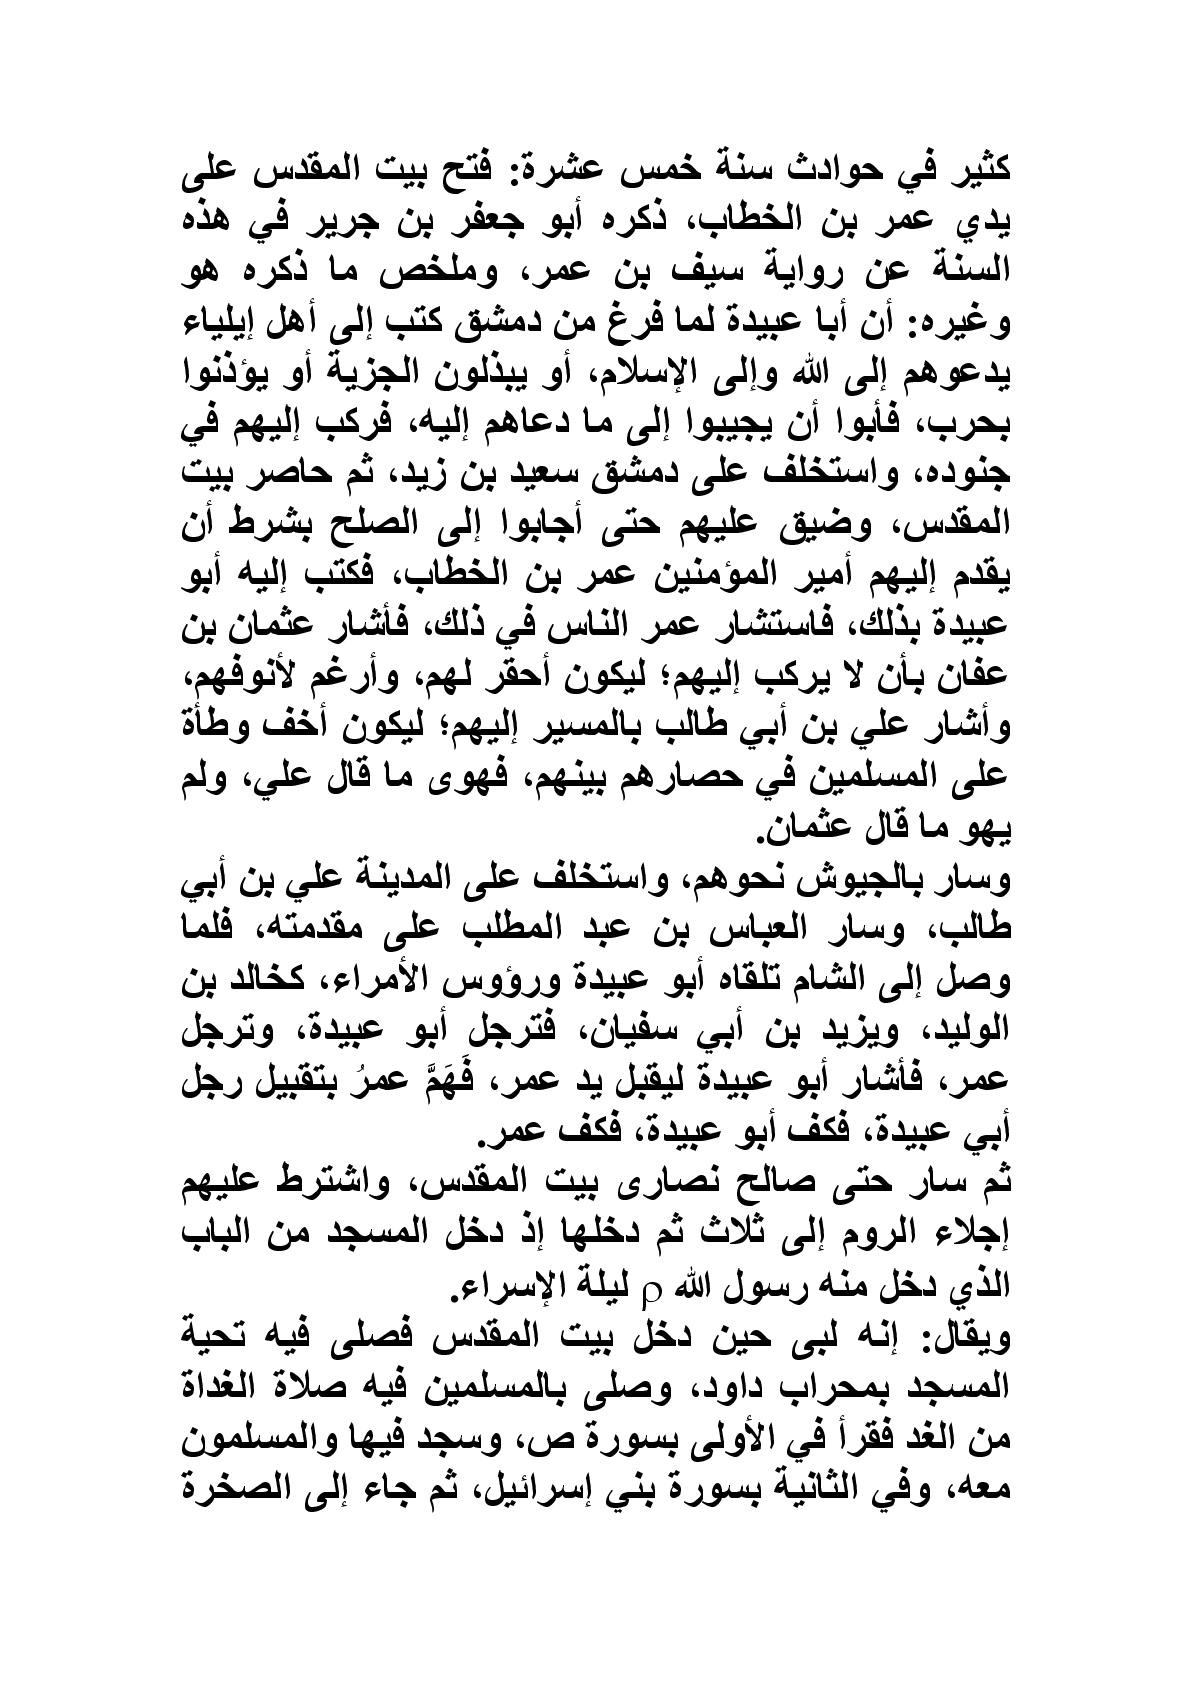 كثير في حوادث سنة خمس عشرة: فتح بيت المقدس على
يدي عمر بن الخطاب، ذكره أبو جعفر بن جرير في هذه
السنة عن رواية سيف بن عمر، وملخص ما ذكره هو
وغيره: أن أبا عبيدة لما فرغ من دمشق كتب إلى أهل إيلياء
يدعوهم إلى الله وإلى الإسلام، أو يبذلون الجزية أو يؤذنوا
بحرب، فأبوا أن يجيبوا إلى ما دعاهم إليه، فركب إليهم في
جنوده، واستخلف على دمشق سعيد بن زيد، ثم حاصر بيت
المقدس، وضيق عليهم حتى أجابوا إلى الصلح بشرط أن
يقدم إليهم أمير المؤمنين عمر بن الخطاب، فكتب إليه أبو
عبيدة بذلك، فاستشار عمر الناس في ذلك، فأشار عثمان بن
عفان بأن لا يركب إليهم؛ ليكون أحقر لهم، وأرغم لأنوفهم،
وأشار علي بن أبي طالب بالمسير إليهم؛ ليكون أخف وطأة
على المسلمين في حصارهم بينهم، فهوى ما قال علي، ولم
يهو ما قال عثمان.
وسار بالجيوش نحوهم، واستخلف على المدينة علي بن أبي
طالب، وسار العباس بن عبد المطلب على مقدمته، فلما
وصل إلى الشام تلقاه أبو عبيدة ورؤوس الأمراء، كخالد بن
الوليد، ويزيد بن أبي سفيان، فترجل أبو عبيدة، وترجل
عمر، فأشار أبو عبيدة ليقبل يد عمر، فَهَمَّ عمرُ بتقبيل رجل
أبي عبيدة، فكف أبو عبيدة، فكف عمر.
ثم سار حتى صالح نصارى بيت المقدس، واشترط عليهم
إجلاء الروم إلى ثلاث ثم دخلها إذ دخل المسجد من الباب
الذي دخل منه رسول الله ρ ليلة الإسراء.
ويقال: إنه لبى حين دخل بيت المقدس فصلى فيه تحية
المسجد بمحراب داود، وصلى بالمسلمين فيه صلاة الغداة
من الغد فقرأ في الأولى بسورة ص، وسجد فيها والمسلمون
معه، وفي الثانية بسورة بني إسرائيل، ثم جاء إلى الصخرة